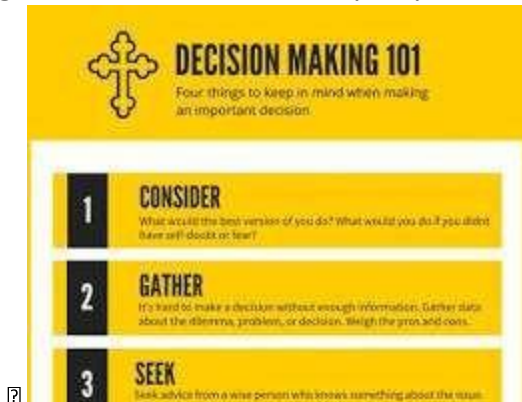 DECISION MAKING 101
Four things to keep in mind when making
an important decision
1
CONSIDER
What would the best version of you do? What would you do if you didnt
have self-doubt or fear?
2
GATHER
It's hard to make a decision without enough information. Gather data
about the dilemma, problem, or decision. Weigh the pros and cons.
3
SEEK
Seek advice from a wise person who knows something about the issue.